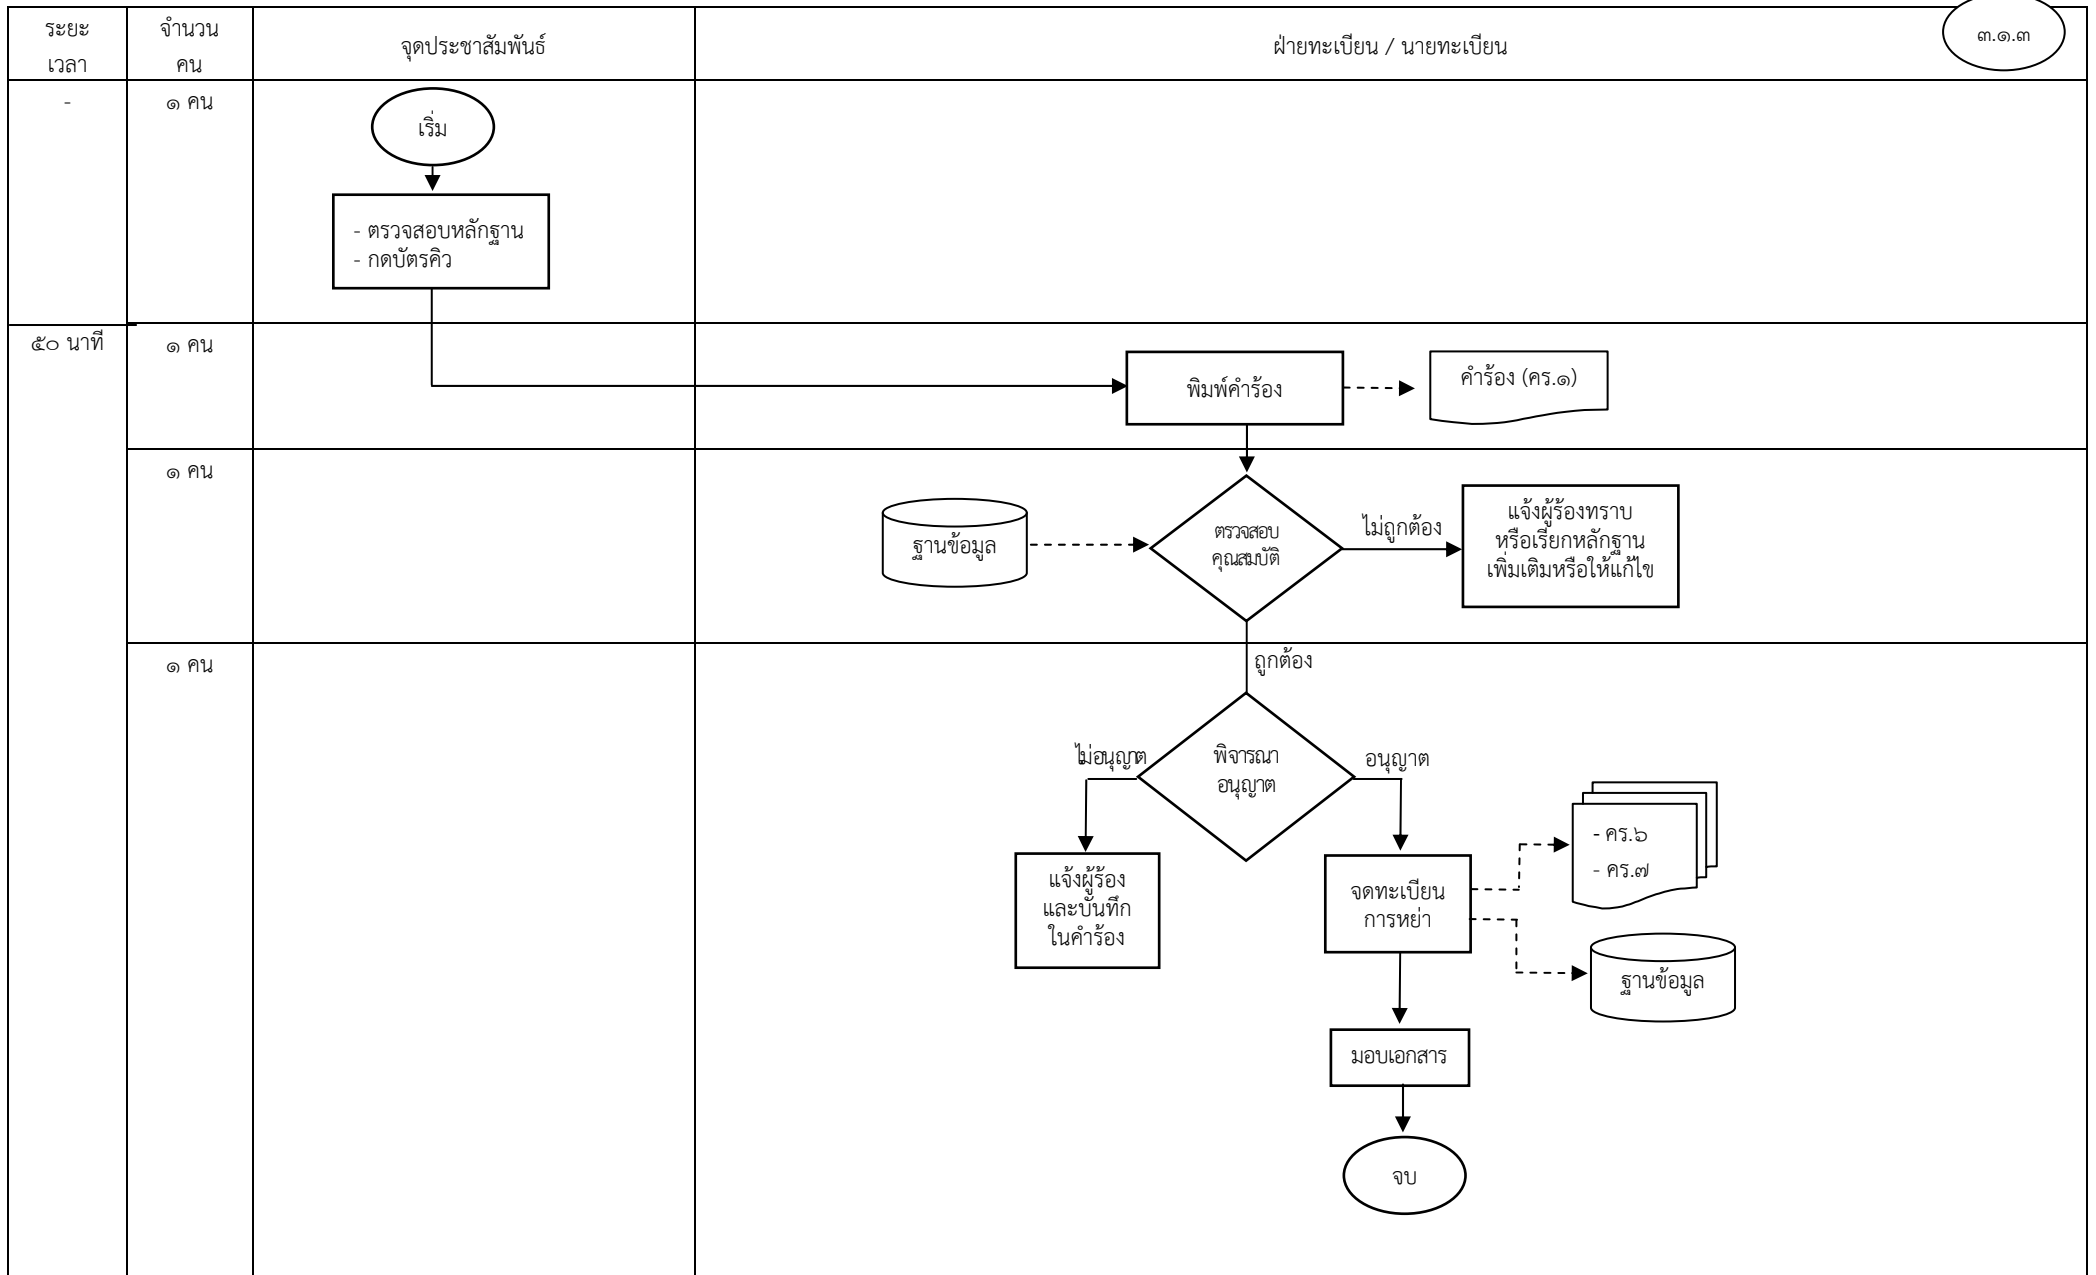 ระยะ
เวลา
จำนวน
คน
จุดประชาสัมพันธ์
ฝ่ายทะเบียน / นายทะเบียน
๓.๑.๓
-
๑ คน
เริ่ม
- ตรวจสอบหลักฐาน
- กดบัตรคิว
๕๐ นาที
๑ คน
พิมพ์คำร้อง
คำร้อง (คร.๑)
๑ คน
ฐานข้อมูล
ตรวจสอบ
คุณสมบัติ
ไม่ถูกต้อง
แจ้งผู้ร้องทราบ
หรือเรียกหลักฐาน
เพิ่มเติมหรือให้แก้ไข
๑ คน
ถูกต้อง
ไม่อนุญาต
พิจารณา
อนุญาต
อนุญาต
- คร.๖
- คร.๗
แจ้งผู้ร้อง
และบันทึก
ในคำร้อง
จดทะเบียน
การหย่า
ฐานข้อมูล
มอบเอกสาร
จบ